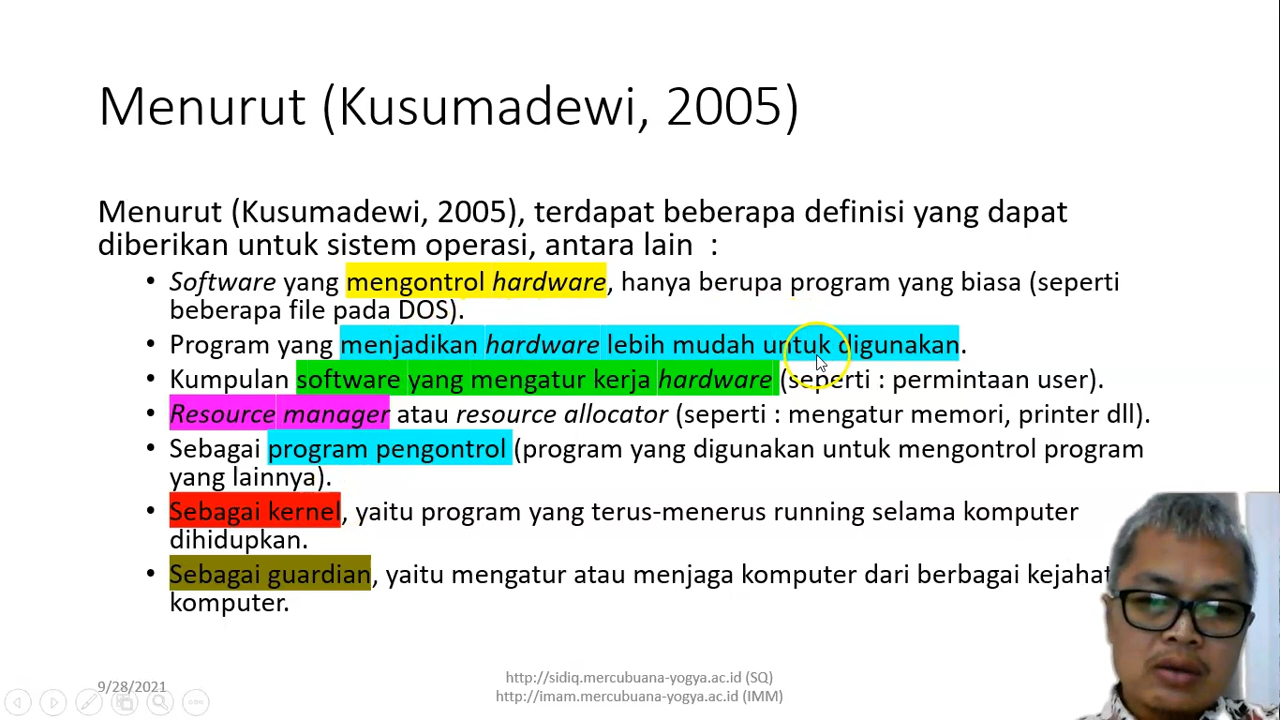 Menurut (Kusumadewi, 2005)
Menurut (Kusumadewi, 2005), terdapat beberapa definisi yang dapat
diberikan untuk sistem operasi, antara lain :
• Software yang mengontrol hardware, hanya berupa program yang biasa (seperti
beberapa file pada DOS).
• Program yang menjadikan hardware lebih mudah untuk digunakan.
• Kumpulan software yang mengatur kerja hardware (seperti : permintaan user).
• Resource manager atau resource allocator (seperti : mengatur memori, printer dll).
• Sebagai program pengontrol (program yang digunakan untuk mengontrol program
yang lainnya).
• Sebagai kernel, yaitu program yang terus-menerus running selama komputer
dihidupkan.
• Sebagai guardian, yaitu mengatur atau menjaga komputer dari berbagai
komputer.
9/28/2021
http://sidiq.mercubuana-yogya.ac.id (SQ)
http://imam.mercubuana-yogya.ac.id (IMM)